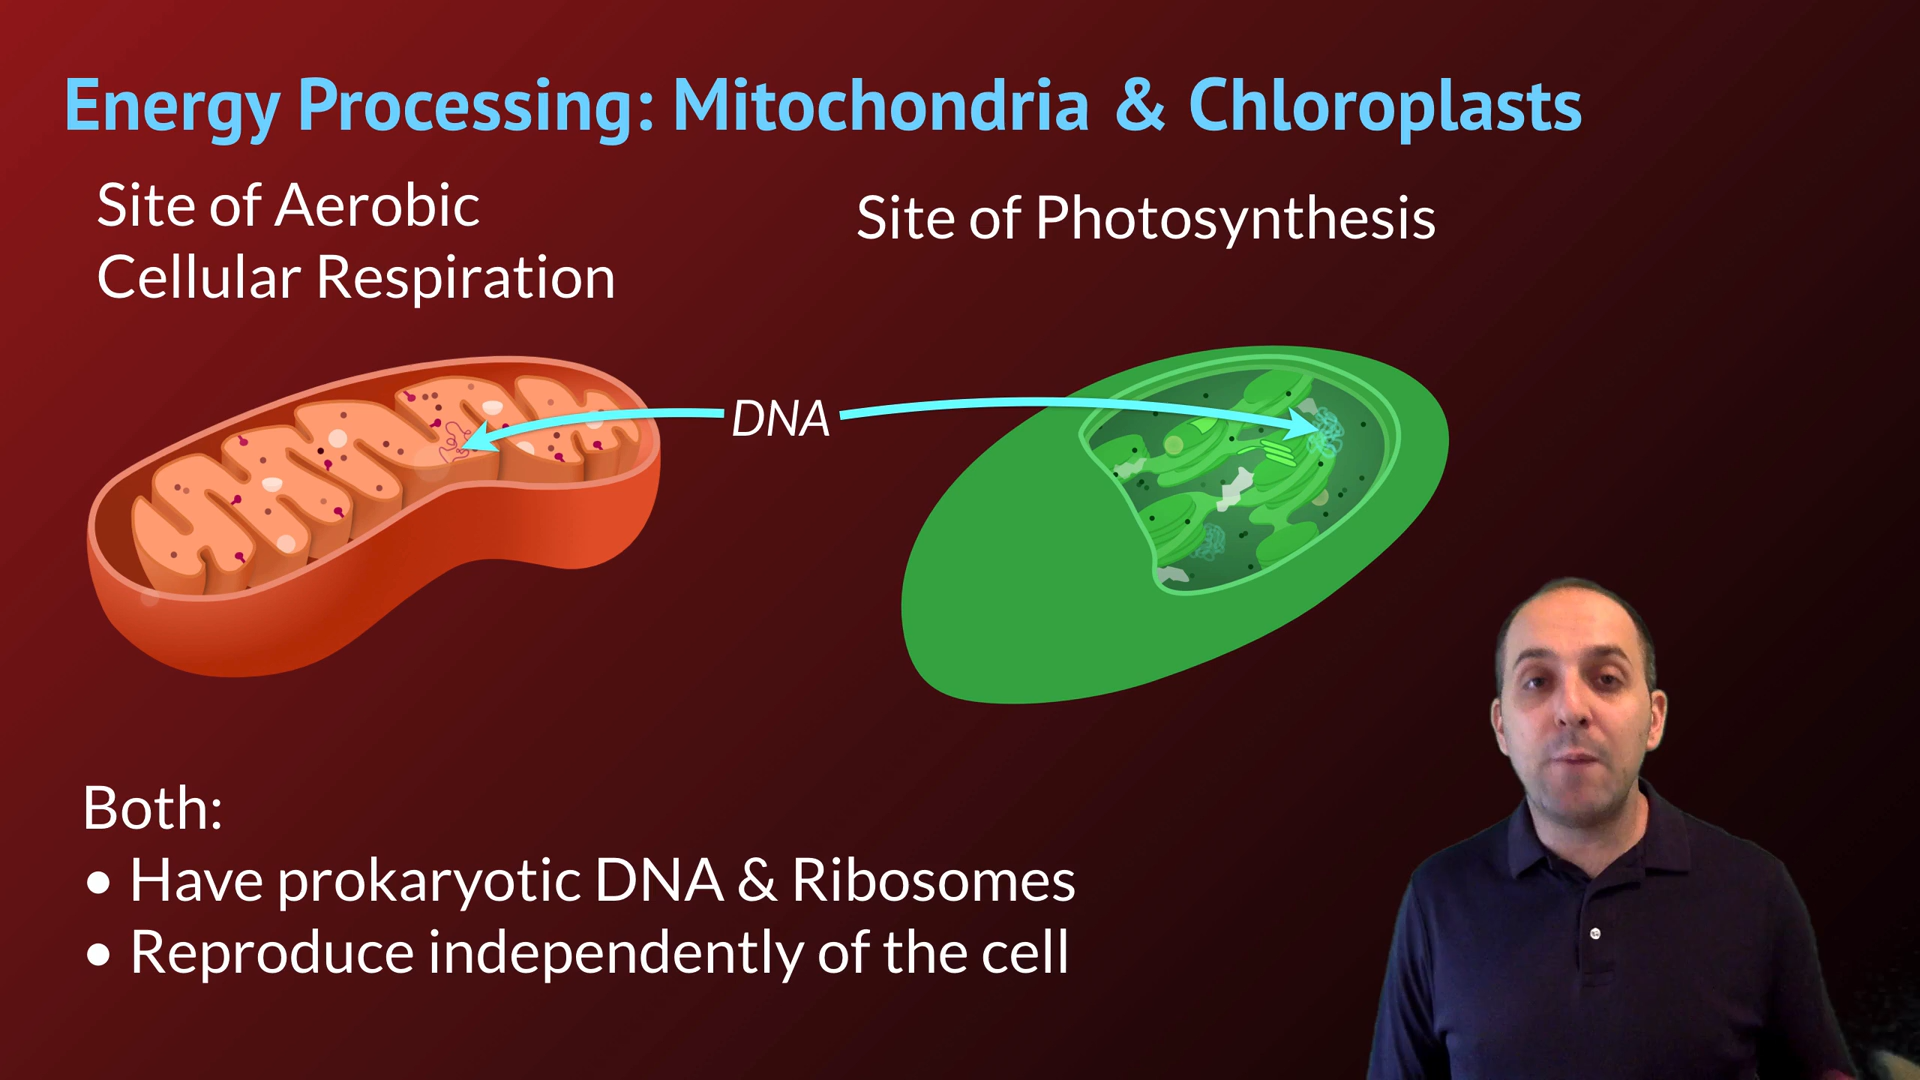 Energy Processing: Mitochondria & Chloroplasts
Site of Aerobic
Cellular Respiration
Site of Photosynthesis
DNA
Both:
• Have prokaryotic DNA & Ribosomes
• Reproduce independently of the cell